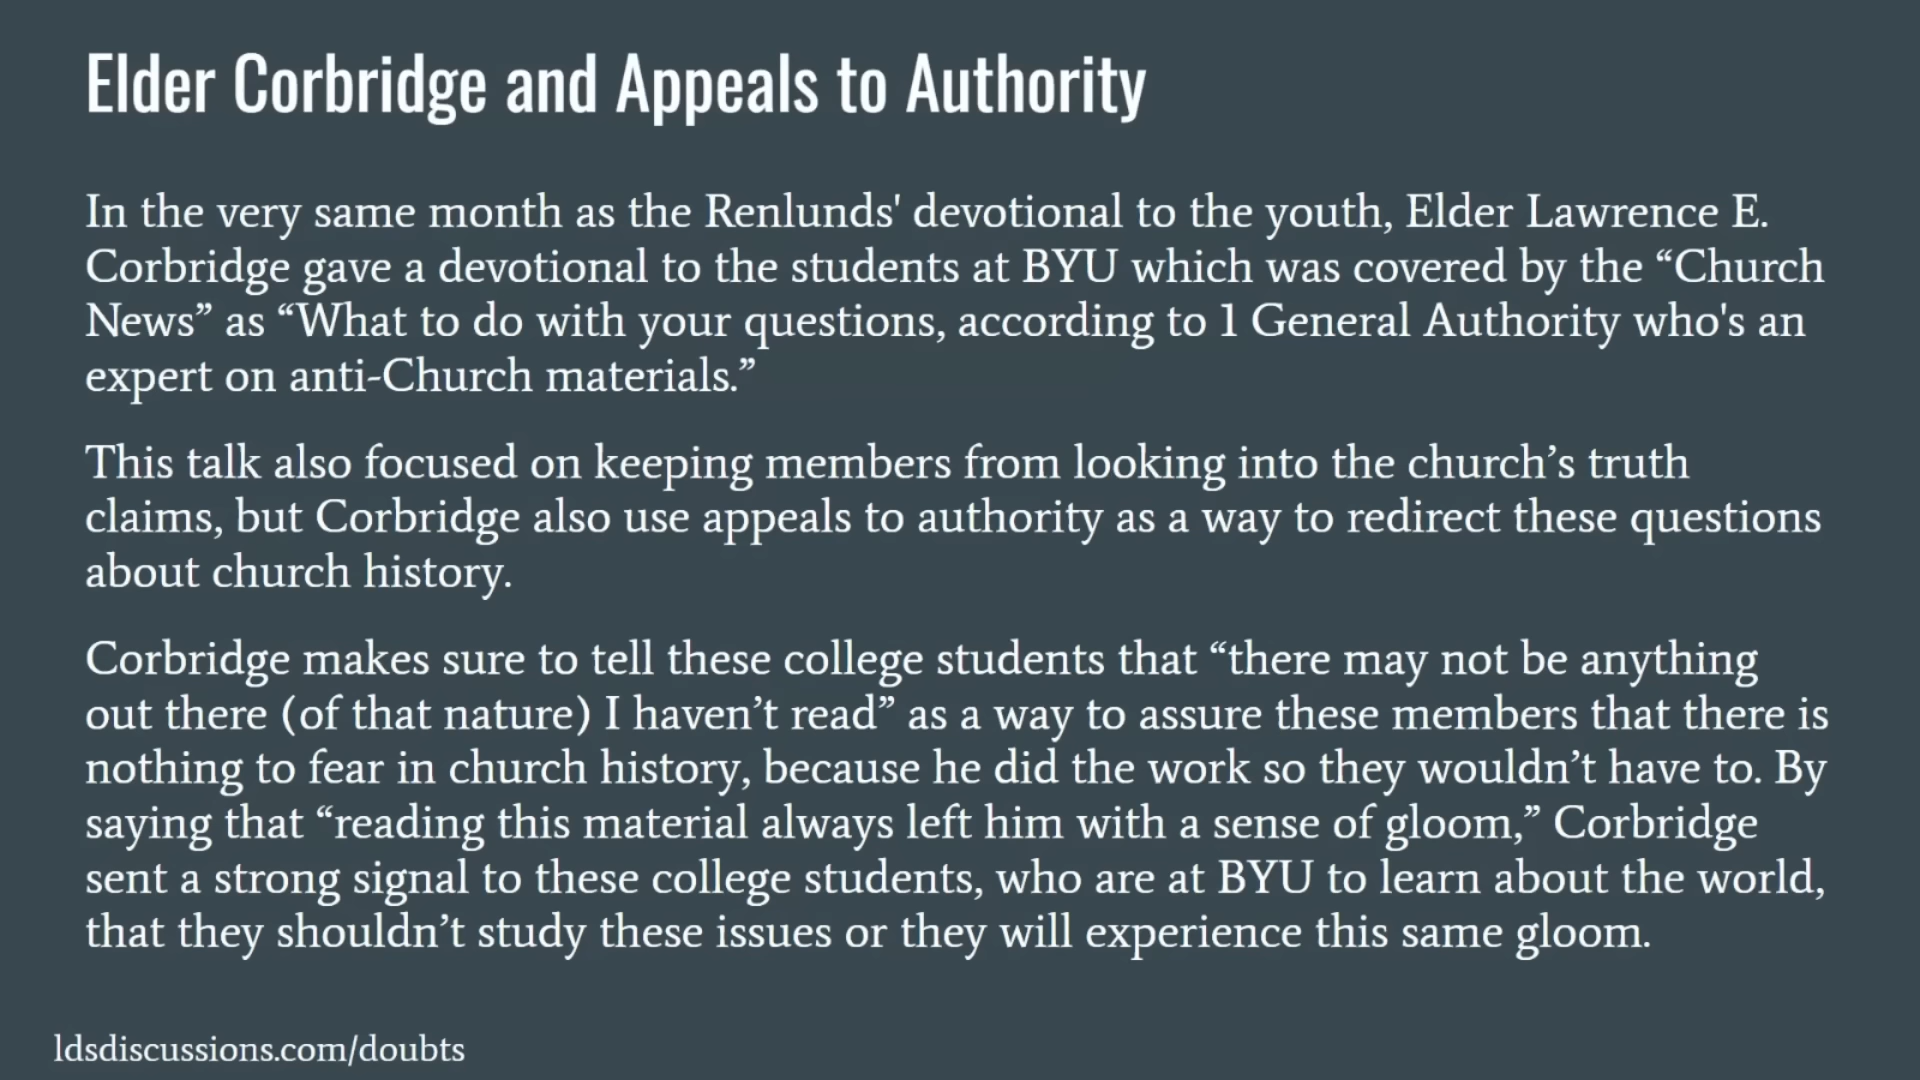 Elder Corbridge and Appeals to Authority
In the very same month as the Renlunds' devotional to the youth, Elder Lawrence E.
Corbridge gave a devotional to the students at BYU which was covered by the “Church
News” as “What to do with your questions, according to 1 General Authority who's an
expert on anti-Church materials.”
This talk also focused on keeping members from looking into the church’s truth
claims, but Corbridge also use appeals to authority as a way to redirect these questions
about church history.
Corbridge makes sure to tell these college students that “there may not be anything
out there (of that nature) I haven’t read” as a way to assure these members that there is
nothing to fear in church history, because he did the work so they wouldn’t have to. By
saying that “reading this material always left him with a sense of gloom,” Corbridge
sent a strong signal to these college students, who are at BYU to learn about the world,
that they shouldn’t study these issues or they will experience this same gloom.
ldsdiscussions.com/doubts